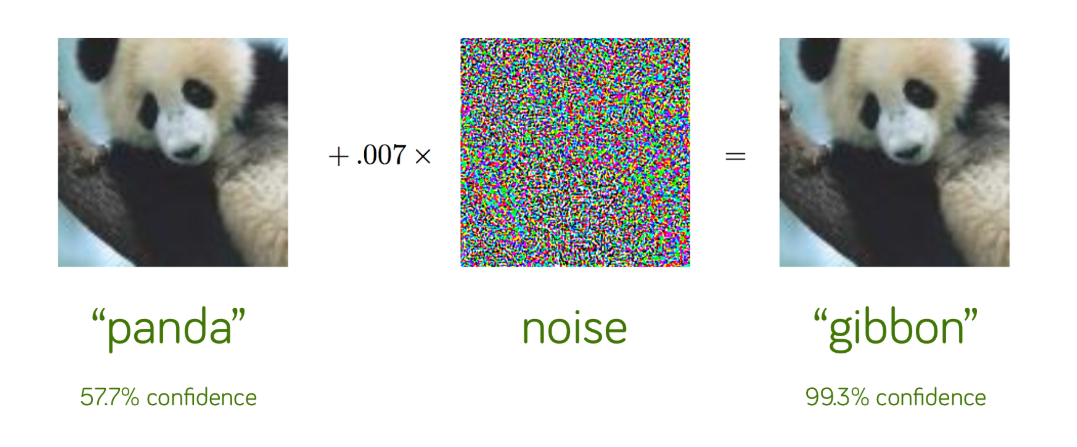 + .007 ×
=
“panda”
noise
“gibbon”
57.7% confidence
99.3% confidence